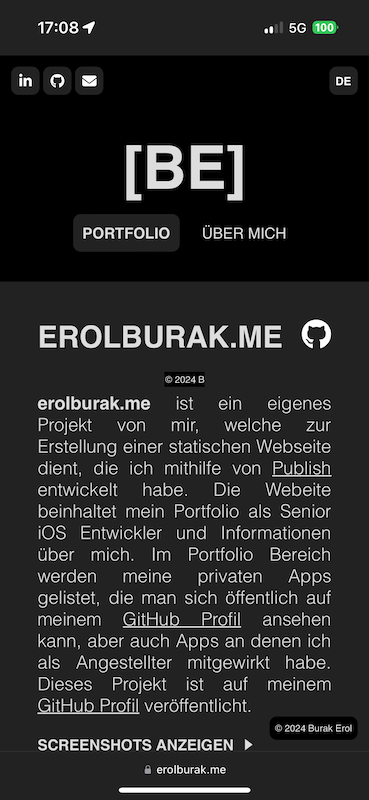 17:08
5G
100
in
DE
[BE]
PORTFOLIO
ÜBER MICH
EROLBURAK.ME
© 2024 B
erolburak.me ist ein eigenes
Projekt von mir, welche zur
Erstellung einer statischen Webseite
dient, die ich mithilfe von Publish
entwickelt habe. Die Webeite
beinhaltet mein Portfolio als Senior
iOS Entwickler und Informationen
über mich. Im Portfolio Bereich
werden meine privaten Apps
gelistet, die man sich öffentlich auf
meinem GitHub Profil ansehen
kann, aber auch Apps an denen ich
als Angestellter mitgewirkt habe.
Dieses Projekt ist auf meinem
GitHub Profil veröffentlicht.
© 2024 Burak Erol
SCREENSHOTS ANZEIGEN
erolburak.me